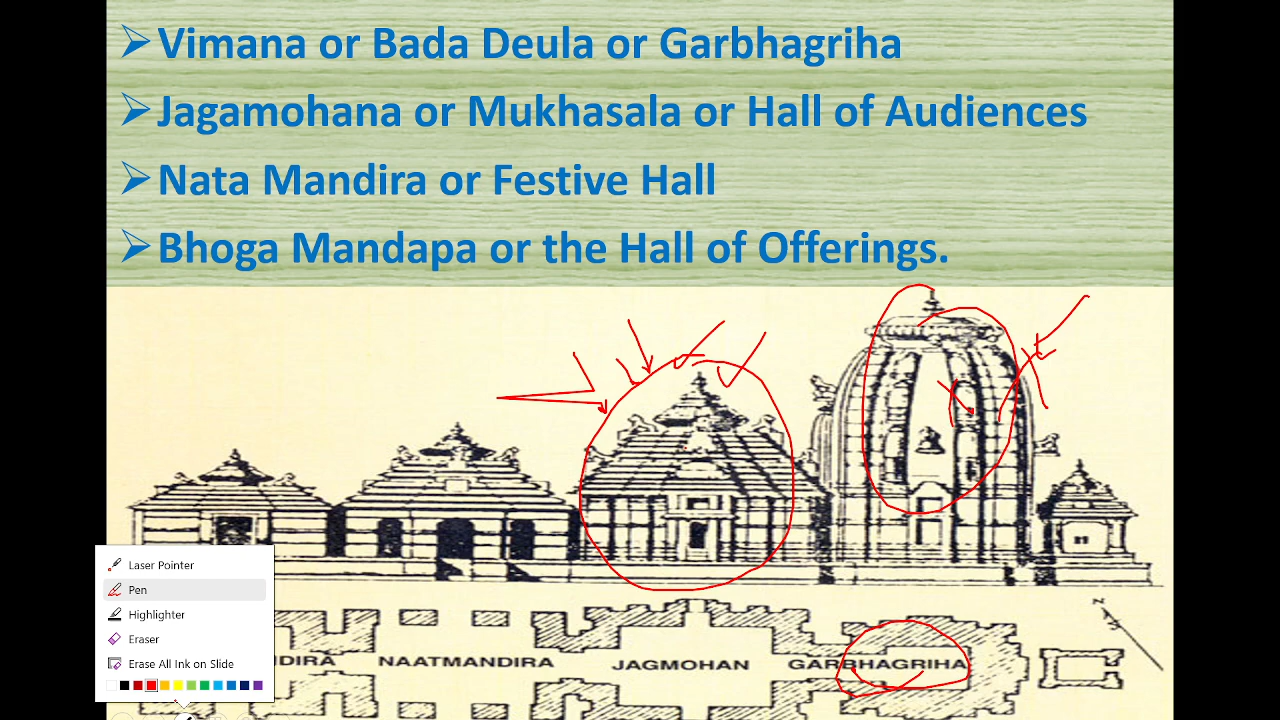 Vimana or Bada Deula or Garbhagriha
Jagamohana or Mukhasala or Hall of Audiences
Nata Mandira or Festive Hall
Bhoga Mandapa or the Hall of Offerings.
Laser Pointer
Pen
Highlighter
Eraser
Erase All Ink on Slide
N
NAATMANDIRA JAGMOHAN GARBHAGRIHA